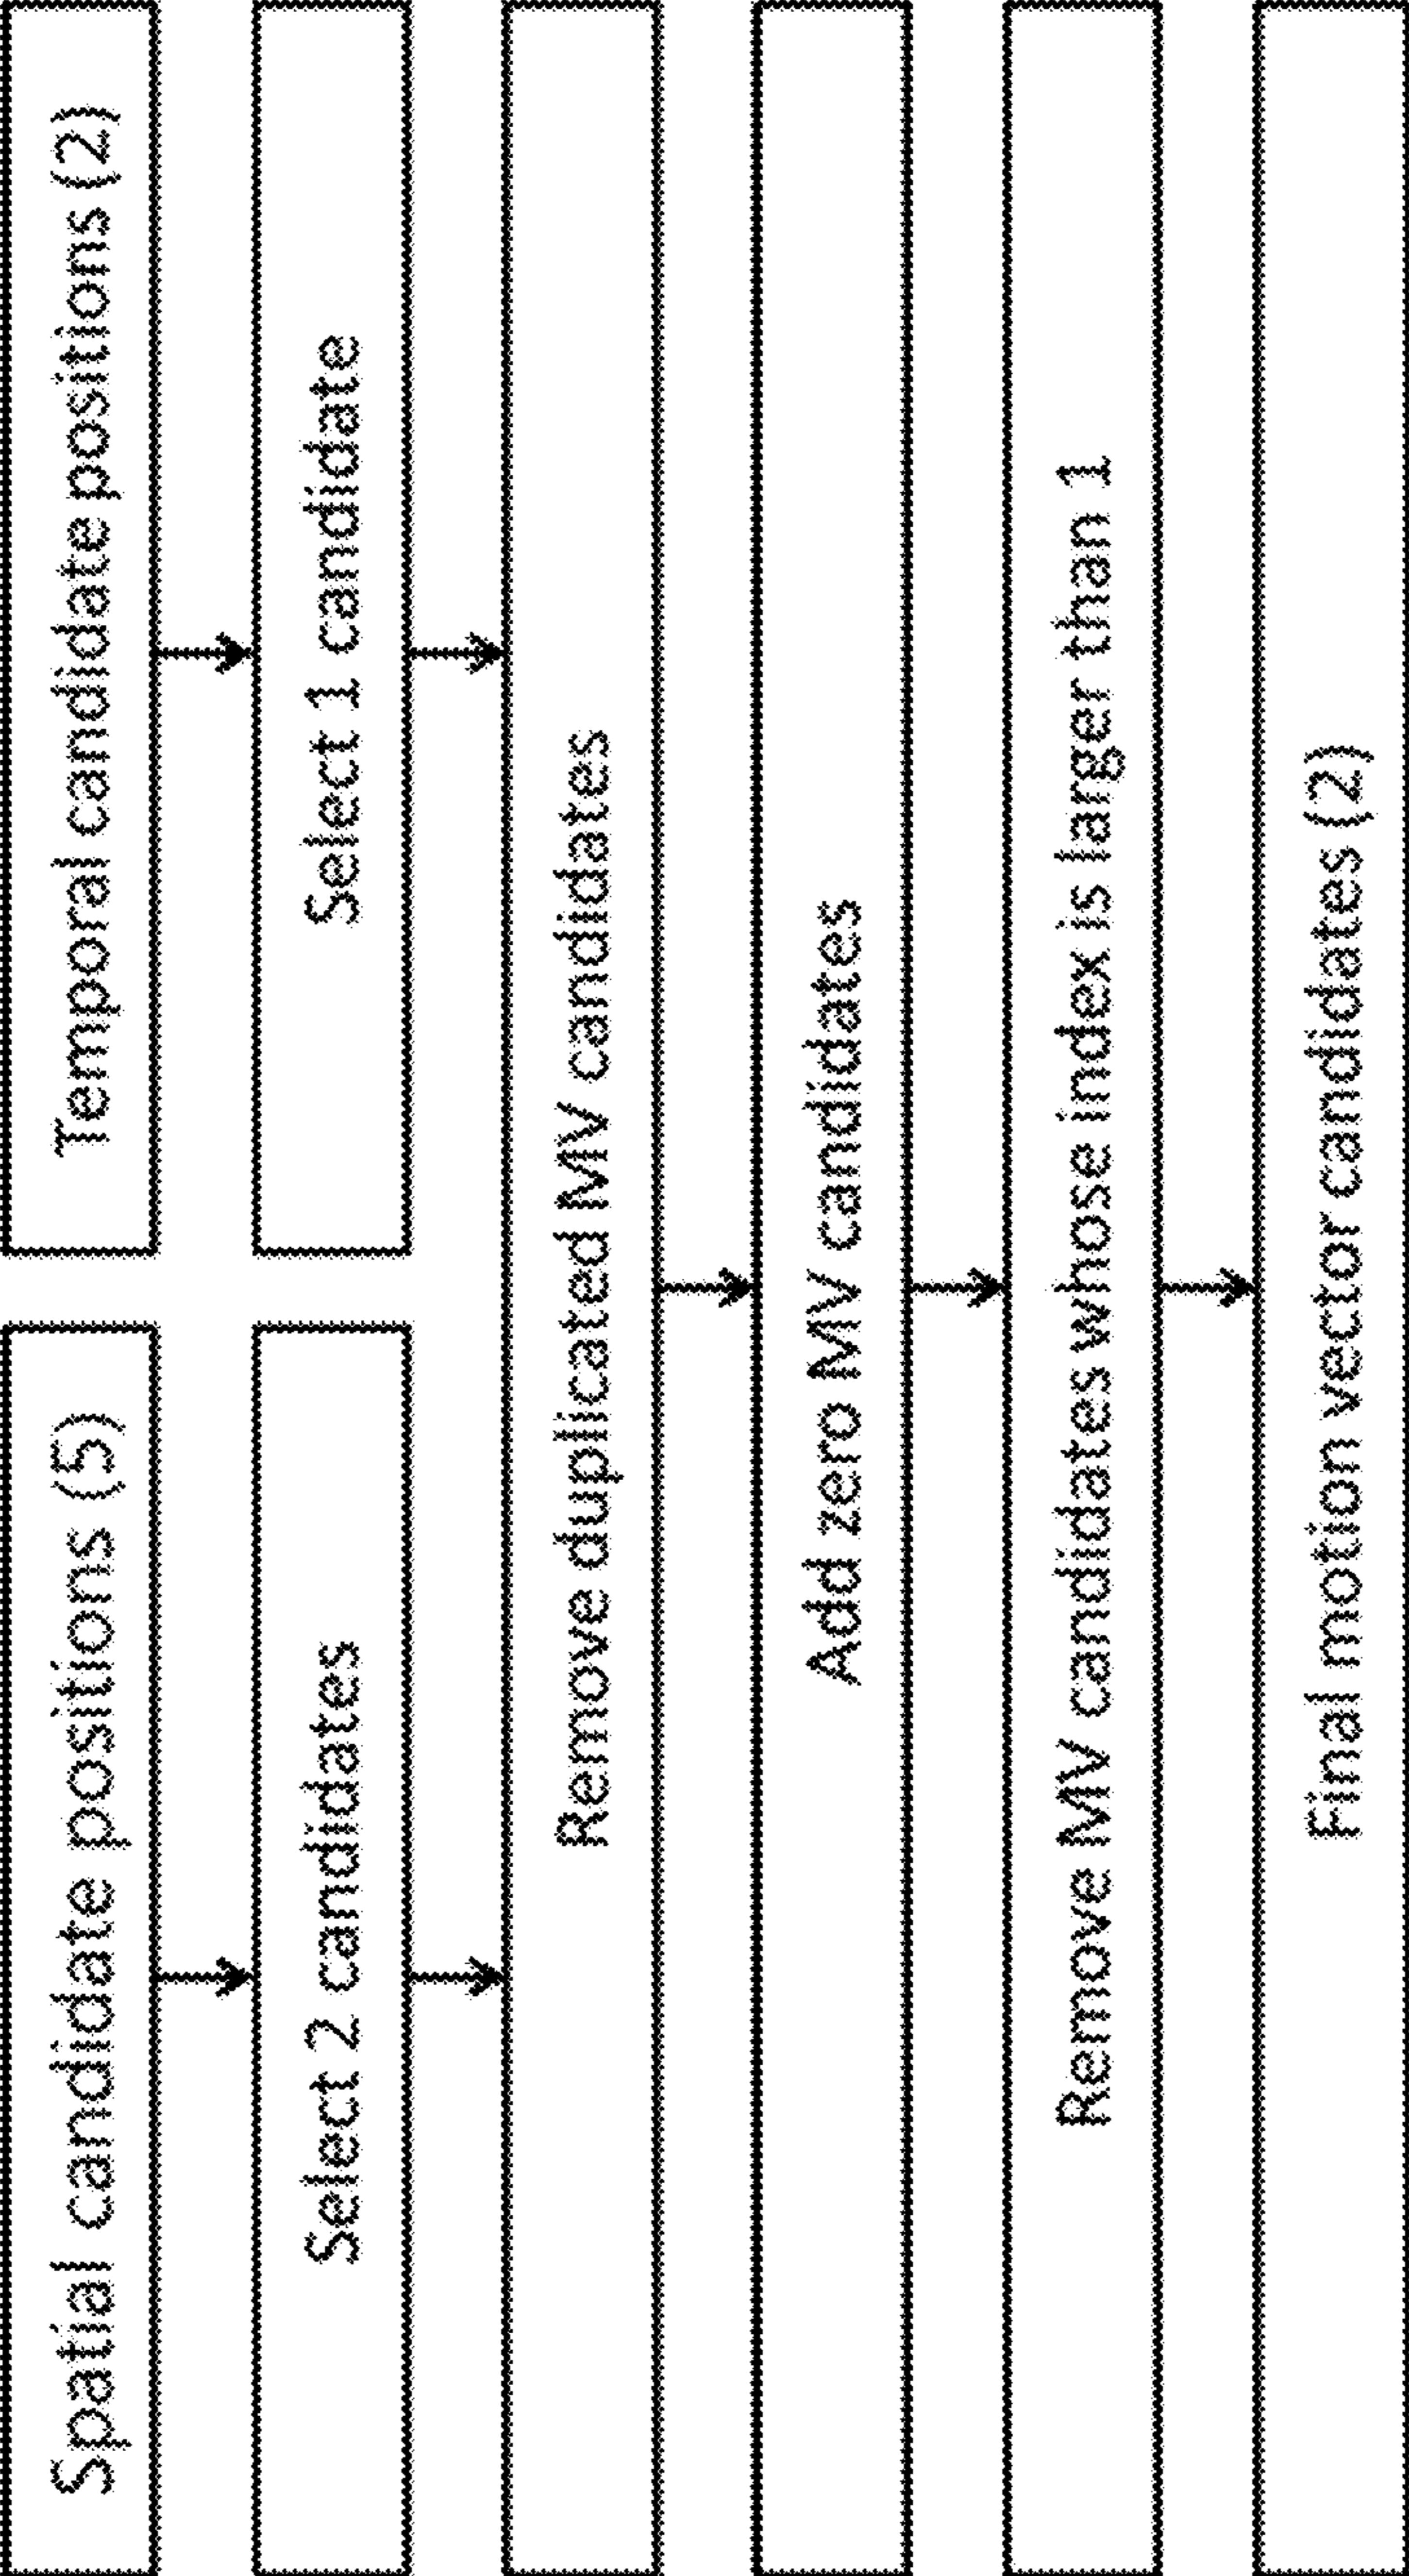 Spatial candidate positions (5)
Temporal candidate positions (2)
Select 2 candidates
Select 1 candidate
Remove duplicated MV candidates
Add zero MV candidates
Remove MV candidates whose index is larger than 1
Final motion vector candidates (2)